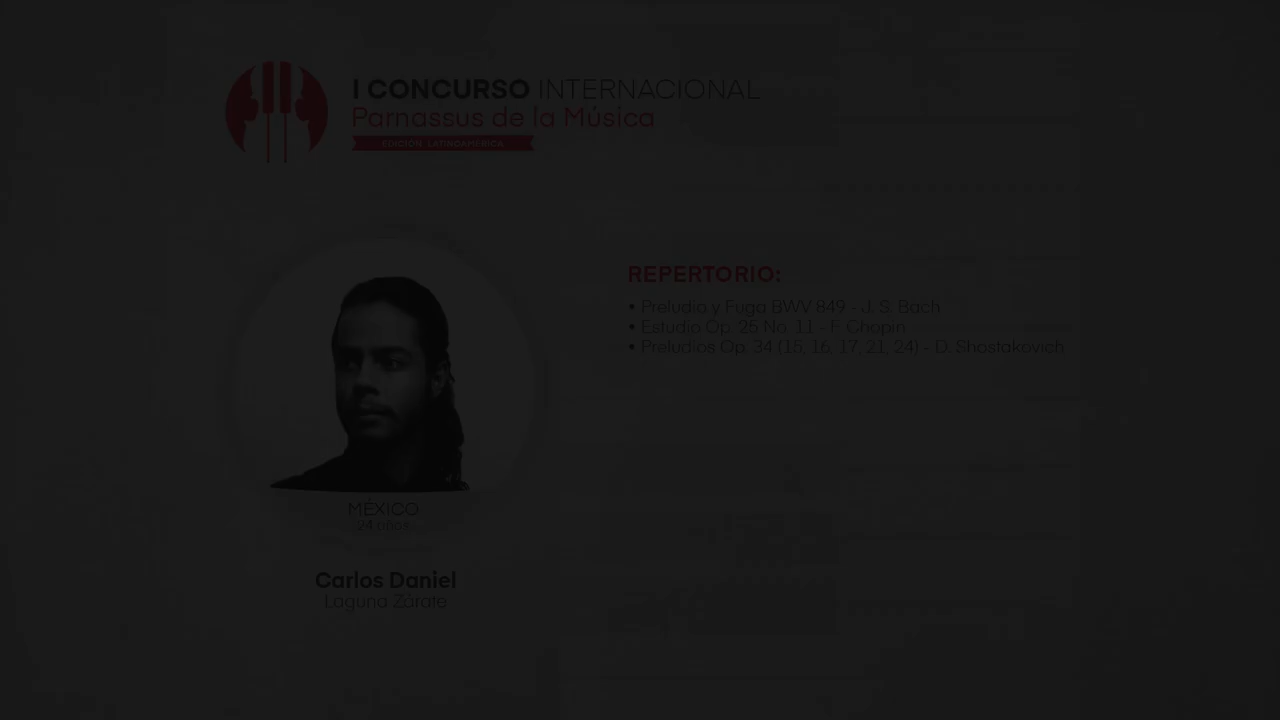 I CONCURSO INTERNACIONAL
Parnassus de la Música
EDICIÓN LATINOAMÉRICA
REPERTORIO:
• Preludio y Fuga BWV 849 - J. S. Bach
• Estudio Op. 25 No. 11 - F. Chopin
• Preludios Op. 34 (15, 16, 17, 21, 24) - D. Shostakovich
MÉXICO
24 años
Carlos Daniel
Laguna Zárate